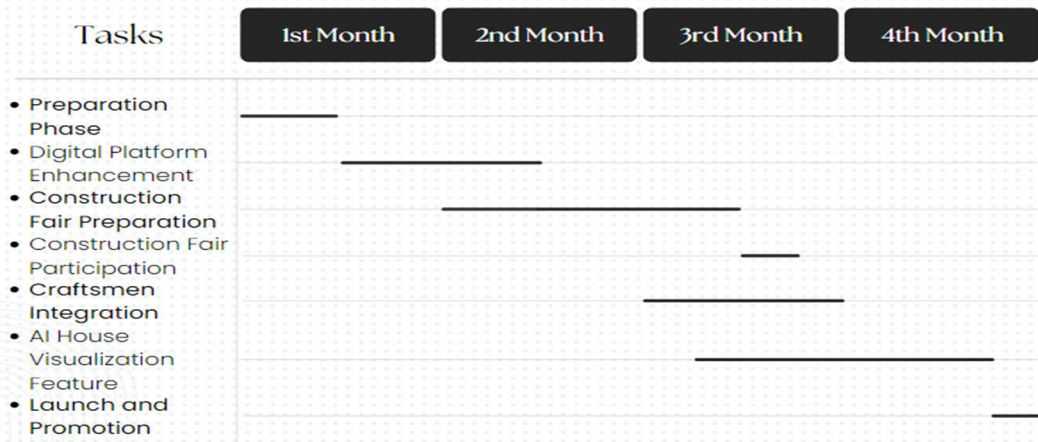 Tasks 1st Month 2nd Month 3rd Month 4th Month
• Preparation
Phase
• Digital Platform
Enhancement
• Construction
Fair Preparation
• Construction Fair
Participation
• Craftsmen
Integration
• AI House
Visualization
Feature
• Launch and
Promotion